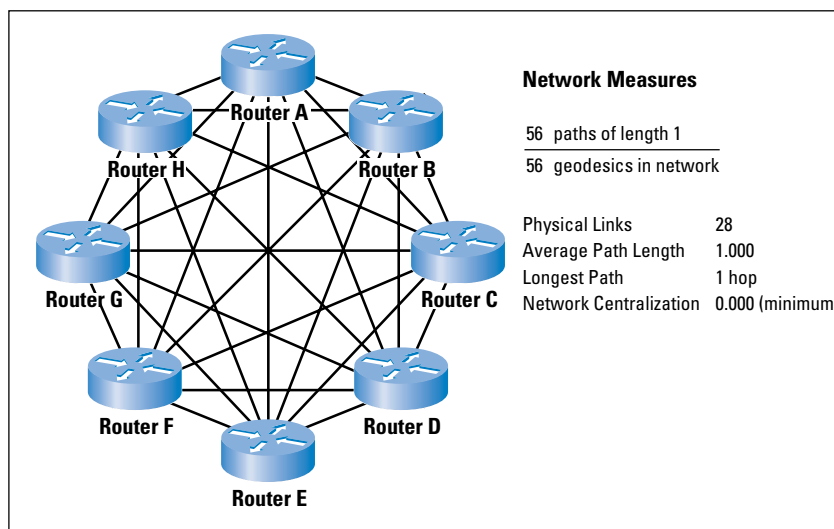 Router A
Router H
Router B
Router G
Router C
Router F
Router D
Router E
Network Measures
56 paths of length 1
56 geodesics in network
Physical Links 28
Average Path Length 1.000
Longest Path 1 hop
Network Centralization 0.000 (minimum